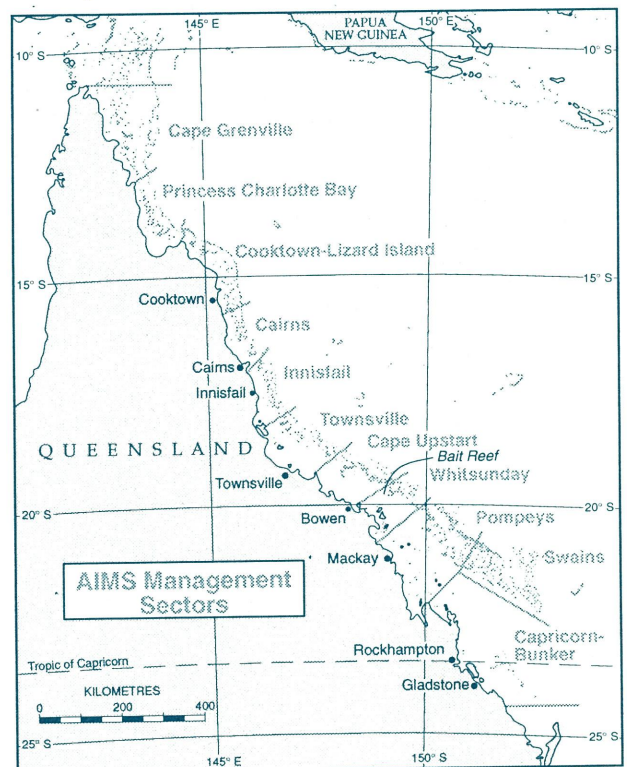 145° E
150° E
PAPUA
NEW GUINEA
10° S
10° S
Cape Grenville
Princess Charlotte Bay
Cooktown-Lizard Island
15° S
15° S
Cooktown
Cairns
Cairns
Innisfail
Innisfail
Townsville
Cape Upstart
QUEENSLAND
Bait Reef
Whitsunday
Townsville
20° S
20° S
Bowen
Pompeys
Mackay
Swains
AIMS Management
Sectors
Capricorn-
Bunker
Rockhampton
Tropic of Capricorn
Gladstone
KILOMETRES
0 200 400
25° S
25° S
145° E
150° S